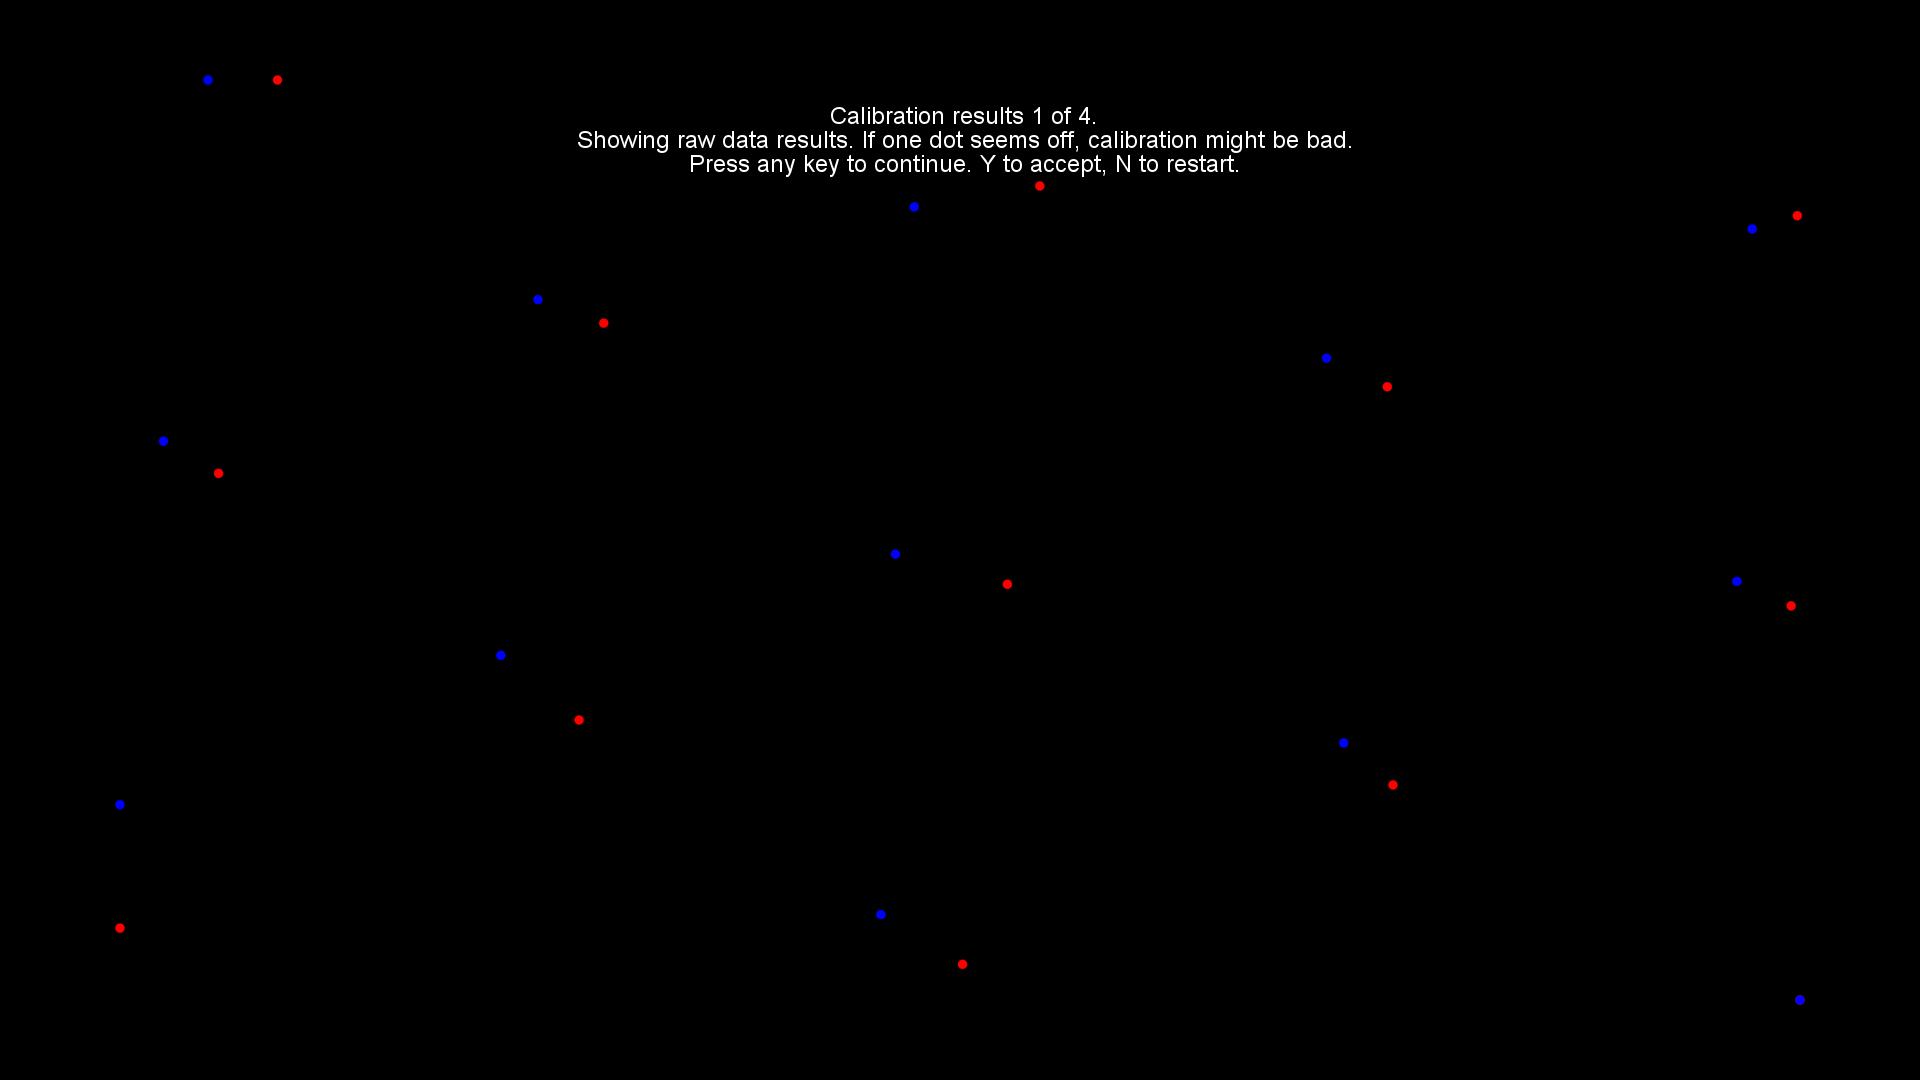 Calibration results 1 of 4.
Showing raw data results. If one dot seems off, calibration might be bad.
Press any key to continue. Y to accept, N to restart.